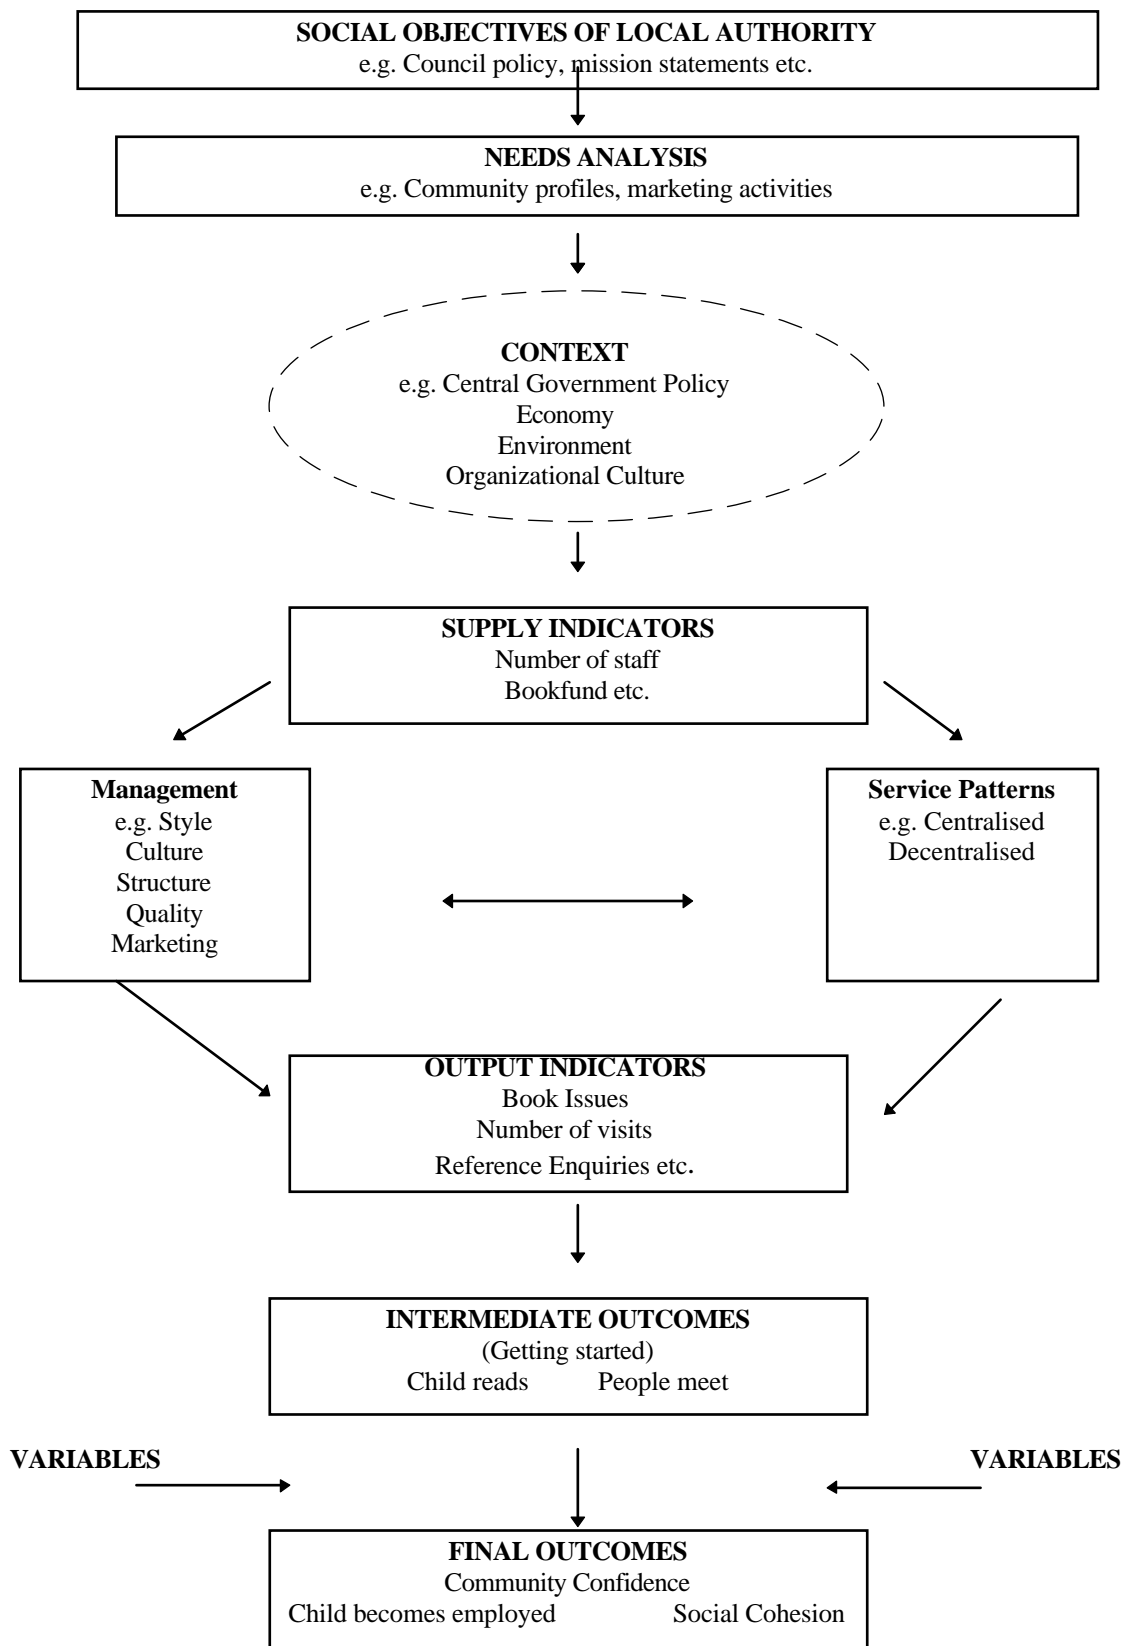 SOCIAL OBJECTIVES OF LOCAL AUTHORITY
e.g. Council policy, mission statements etc.
NEEDS ANALYSIS
e.g. Community profiles, marketing activities
CONTEXT
e.g. Central Government Policy
Economy
Environment
Organizational Culture
SUPPLY INDICATORS
Number of staff
Bookfund etc.
Management
e.g. Style
Culture
Structure
Quality
Marketing
Service Patterns
e.g. Centralised
Decentralised
OUTPUT INDICATORS
Book Issues
Number of visits
Reference Enquiries etc.
INTERMEDIATE OUTCOMES
(Getting started)
Child reads People meet
VARIABLES VARIABLES
FINAL OUTCOMES
Community Confidence
Child becomes employed Social Cohesion